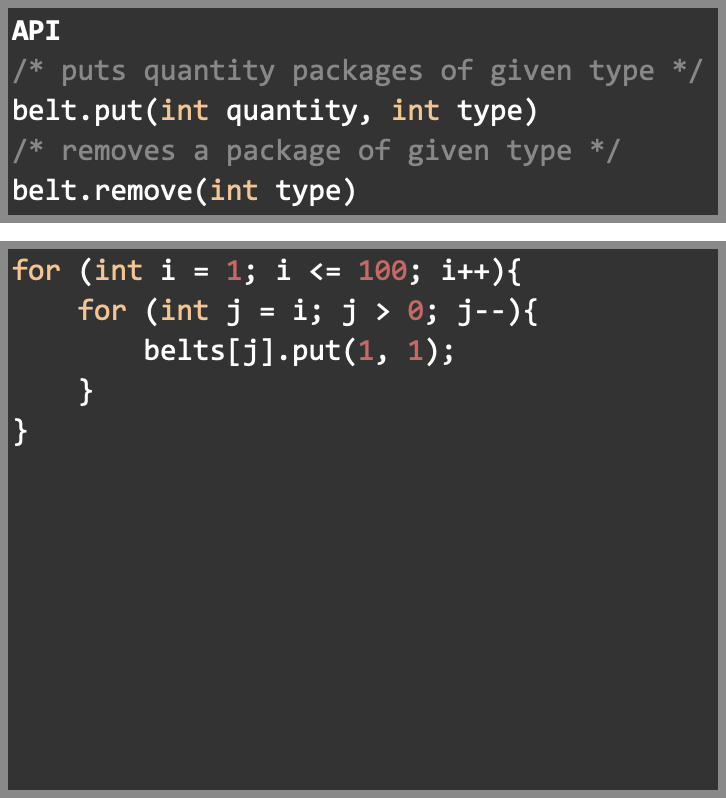 API
/* puts quantity packages of given type */
belt.put(int quantity, int type)
/* removes a package of given type */
belt.remove(int type)
for (int i = 1; i <= 100; i++){
    for (int j = i; j > 0; j--){
        belts[j].put(1, 1);
    }
}